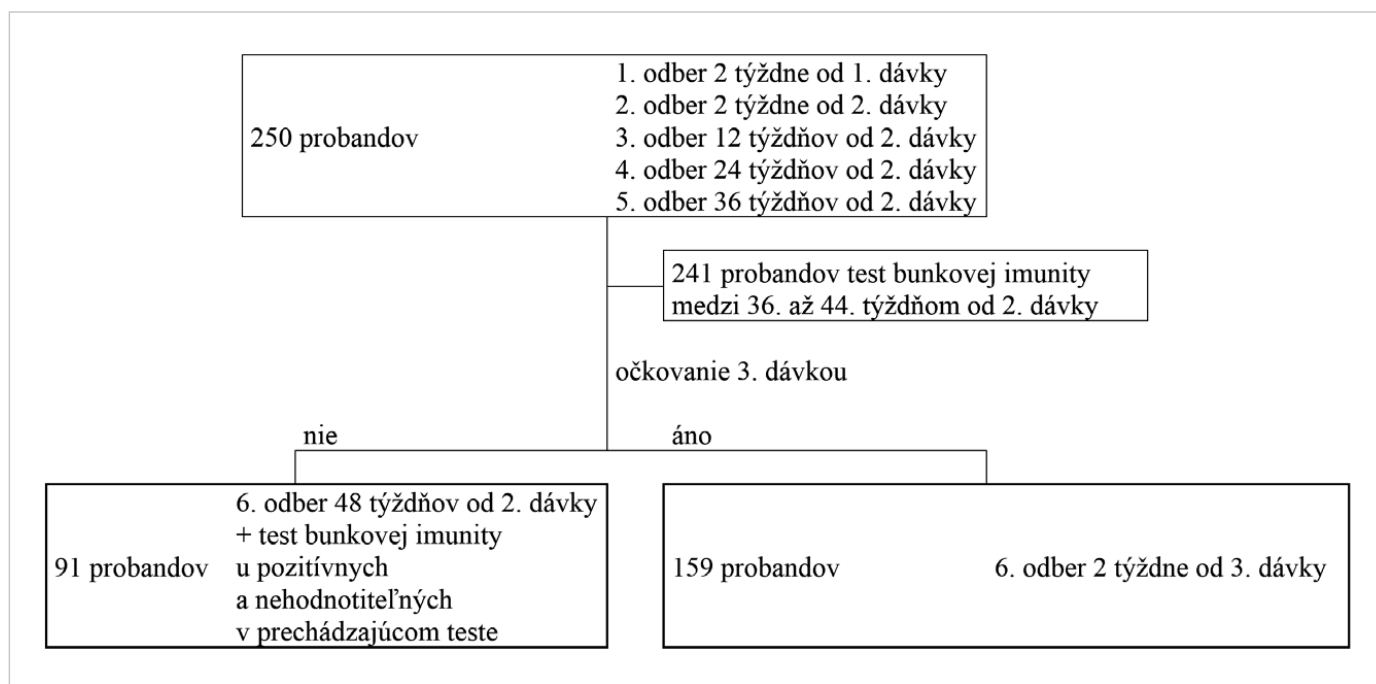 250 probandov
1. odber 2 týždne od 1. dávky
2. odber 2 týždne od 2. dávky
3. odber 12 týždňov od 2. dávky
4. odber 24 týždňov od 2. dávky
5. odber 36 týždňov od 2. dávky
241 probandov test bunkovej imunity
medzi 36. až 44. týždňom od 2. dávky
očkovanie 3. dávkou
nie
áno
91 probandov
6. odber 48 týždňov od 2. dávky
+ test bunkovej imunity
u pozitívnych
a nehodnotiteľných
v prechádzajúcom teste
159 probandov
6. odber 2 týždne od 3. dávky